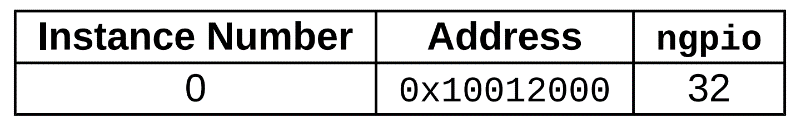 Instance Number Address ngpio
0 0x10012000 32